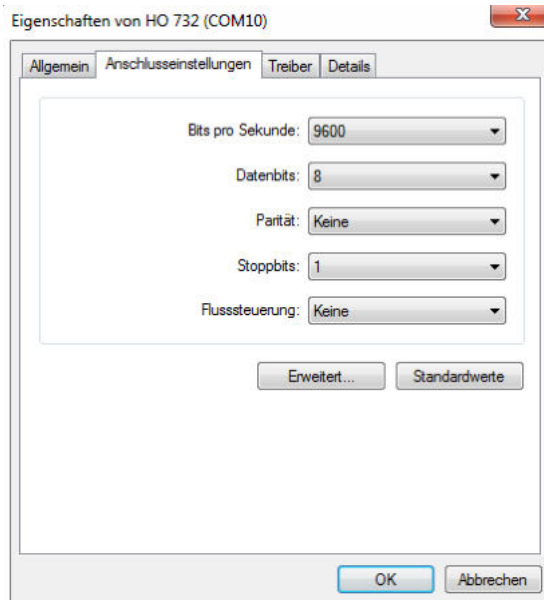 Eigenschaften von HO 732 (COM10)
Allgemein Anschlusseinstellungen Treiber Details
Bits pro Sekunde: 9600
Datenbits: 8
Parität: Keine
Stoppbits: 1
Flusssteuerung: Keine
Erweitert... Standardwerte
OK Abbrechen